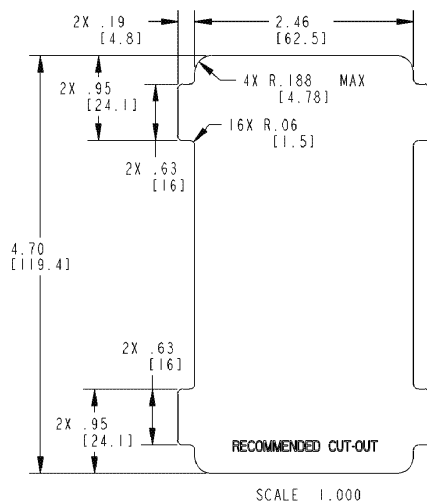 2X .19
[4.8]
2.46
[62.5]
2X .95
[24.1]
4X R.188 MAX
[4.78]
16X R.06
[1.5]
2X .63
[16]
4.70
[119.4]
2X .63
[16]
2X .95
[24.1]
RECOMMENDED CUT-OUT
SCALE 1.000